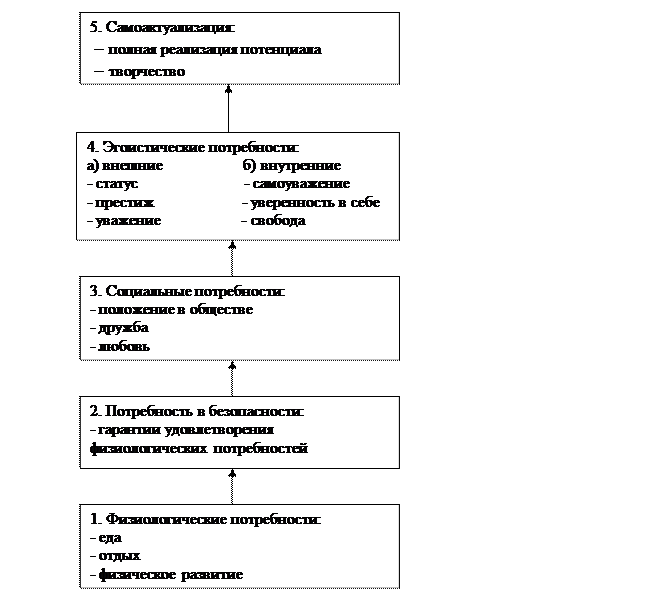 5. Самоактуализация:
– полная реализация потенциала
– творчество
4. Эгоистические потребности:
а) внешние б) внутренние
- статус - самоуважение
- престиж - уверенность в себе
- уважение - свобода
3. Социальные потребности:
- положение в обществе
- дружба
- любовь
2. Потребность в безопасности:
- гарантии удовлетворения
физиологических потребностей
1. Физиологические потребности:
- еда
- отдых
- физическое развитие